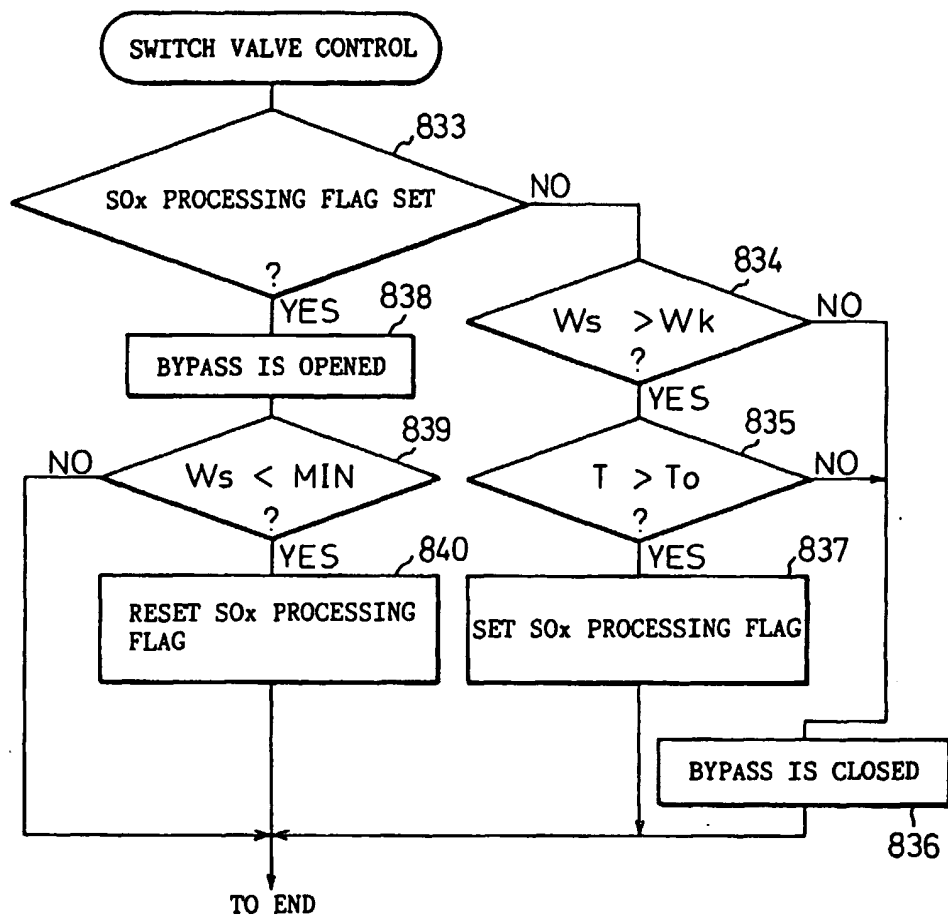 SWITCH VALVE CONTROL
833
SOx PROCESSING FLAG SET
?
NO
YES
834
Ws >Wk
?
NO
YES
838
BYPASS IS OPENED
839
Ws < MIN
?
NO
YES
835
T >To
?
NO
YES
840
RESET SOx PROCESSING
FLAG
837
SET SOx PROCESSING FLAG
BYPASS IS CLOSED
836
TO END